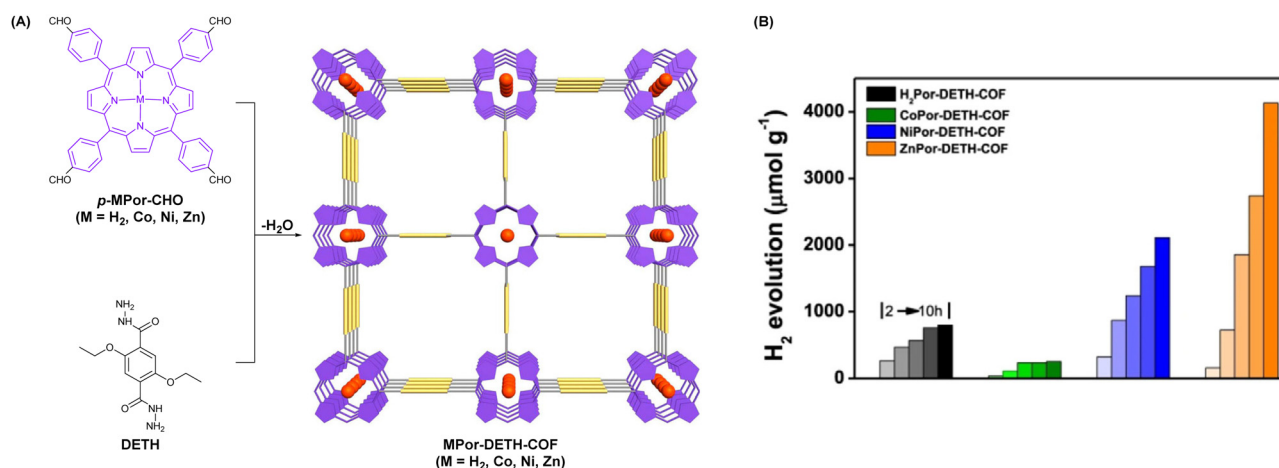 (A)
CHO
CHO
N
N
M
N
N
CHO
CHO
p-MPor-CHO
(M = H₂, Co, Ni, Zn)
-H₂O
NH₂
NH
O
O
O
O
NH
NH₂
DETH
MPor-DETH-COF
(M = H₂, Co, Ni, Zn)
(B)
H₂ evolution (μmol g⁻¹)
4000
3000
2000
1000
0
H₂Por-DETH-COF
CoPor-DETH-COF
NiPor-DETH-COF
ZnPor-DETH-COF
|2→10h|